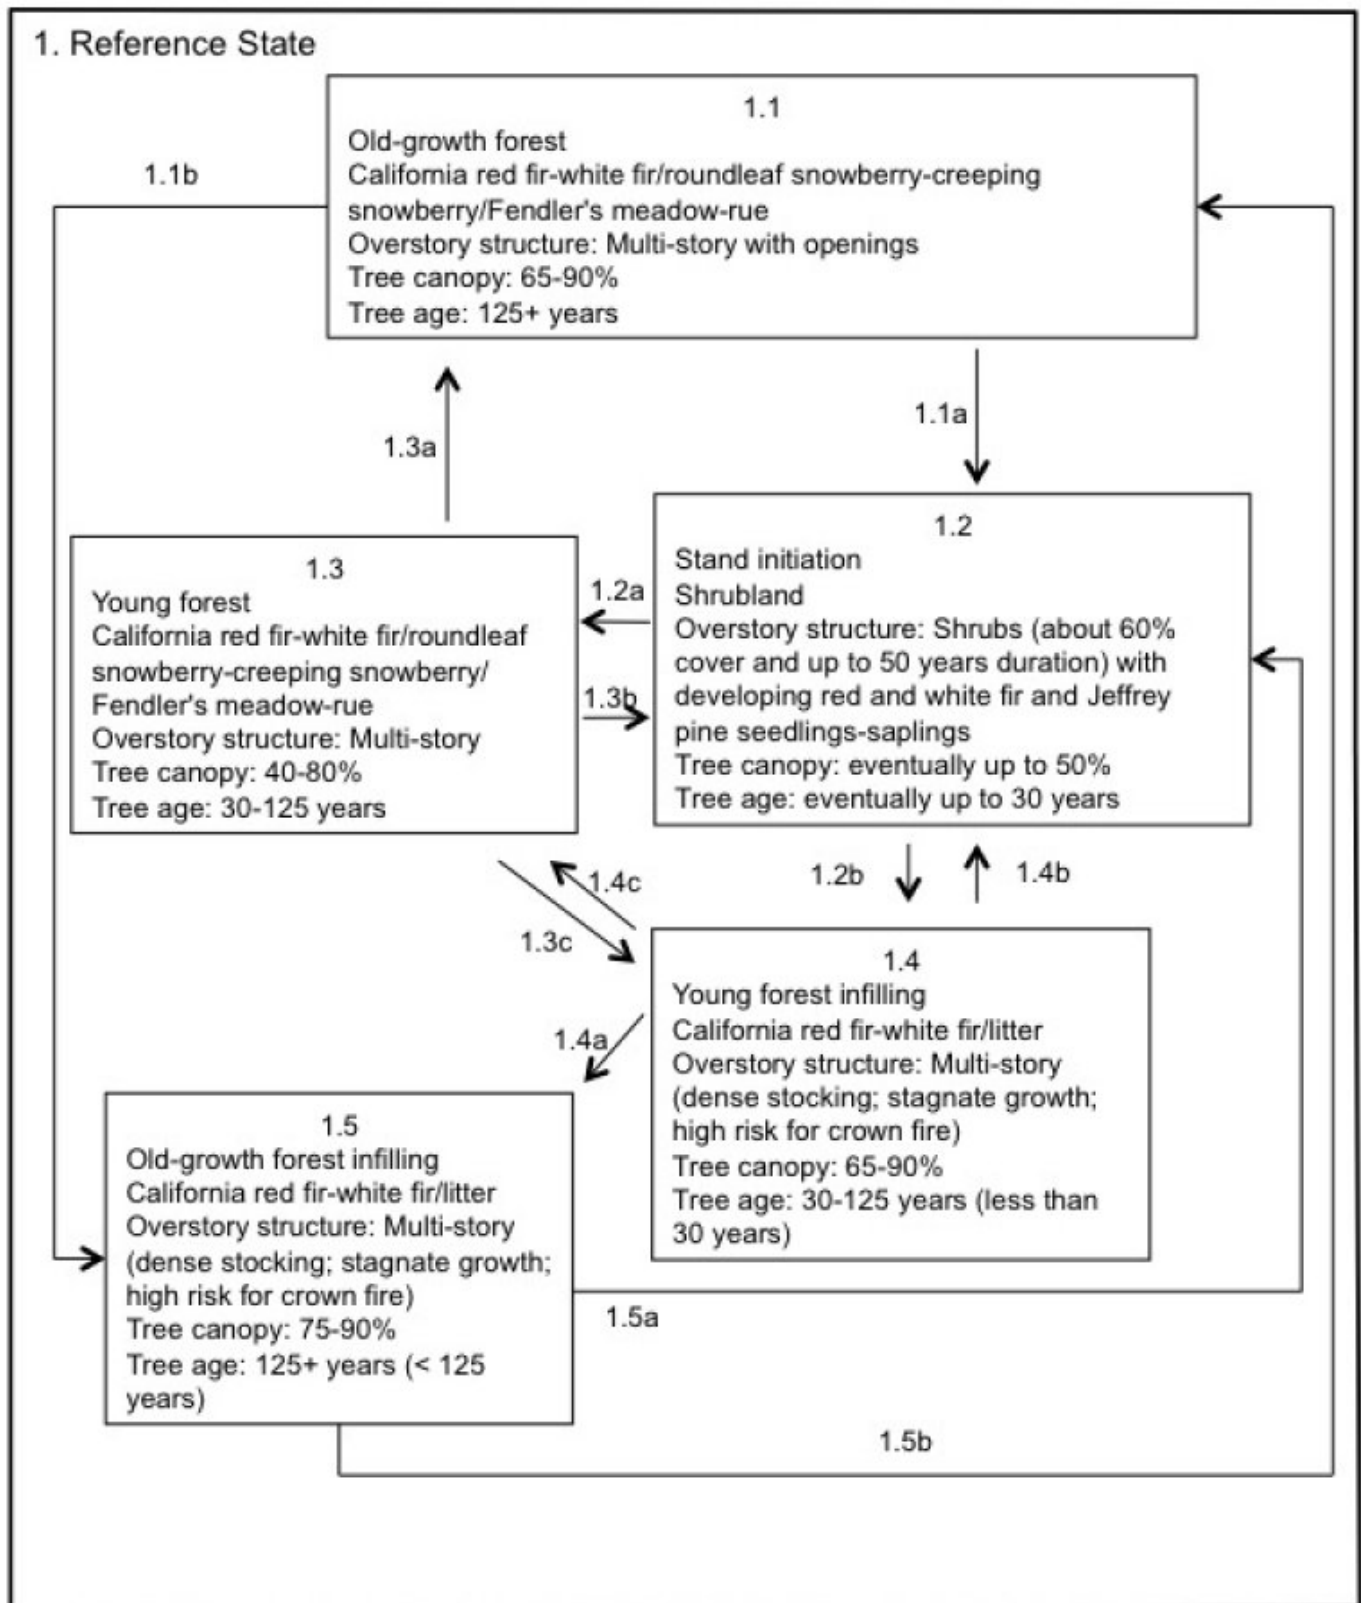 1. Reference State
1.1
Old-growth forest
California red fir-white fir/roundleaf snowberry-creeping
snowberry/Fendler's meadow-rue
Overstory structure: Multi-story with openings
Tree canopy: 65-90%
Tree age: 125+ years
1.1b
1.1a
1.3a
1.2
Stand initiation
Shrubland
Overstory structure: Shrubs (about 60%
cover and up to 50 years duration) with
developing red and white fir and Jeffrey
pine seedlings-saplings
Tree canopy: eventually up to 50%
Tree age: eventually up to 30 years
1.3
Young forest
California red fir-white fir/roundleaf
snowberry-creeping snowberry/
Fendler's meadow-rue
Overstory structure: Multi-story
Tree canopy: 40-80%
Tree age: 30-125 years
1.2a
1.3b
1.2b
1.4b
1.4c
1.3c
1.4
Young forest infilling
California red fir-white fir/litter
Overstory structure: Multi-story
(dense stocking; stagnate growth;
high risk for crown fire)
Tree canopy: 65-90%
Tree age: 30-125 years (less than
30 years)
1.4a
1.5
Old-growth forest infilling
California red fir-white fir/litter
Overstory structure: Multi-story
(dense stocking; stagnate growth;
high risk for crown fire)
Tree canopy: 75-90%
Tree age: 125+ years (< 125
years)
1.5a
1.5b